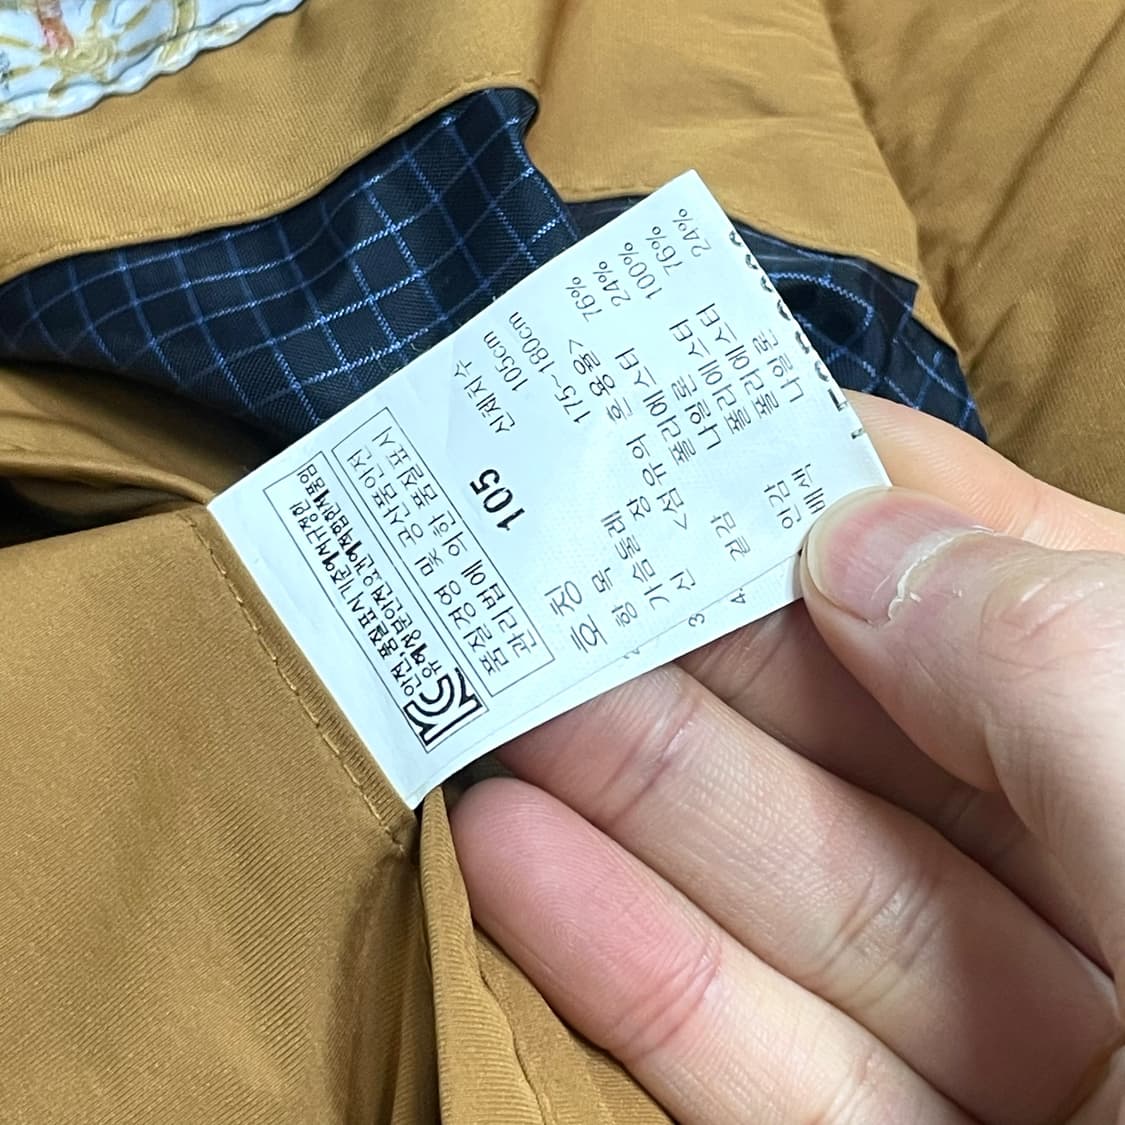 품질경영 및 공산품안전
관리법에 의한 품질표시
호칭 105
항 목 신체치수
가슴둘레 105cm
신 장 175~180cm
<섬유의 혼용률>
겉감 폴리에스터 76%
나일론 24%
안감 폴리에스터 100%
배색 폴리에스터 76%
나일론 24%